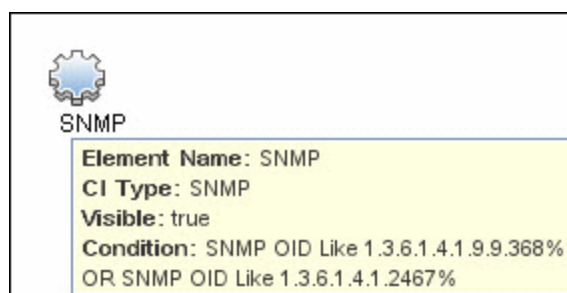 SNMP
Element Name: SNMP
CI Type: SNMP
Visible: true
Condition: SNMP OID Like 1.3.6.1.4.1.9.9.368%
OR SNMP OID Like 1.3.6.1.4.1.2467%